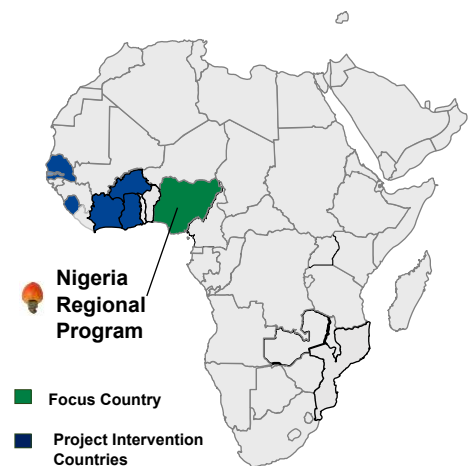 Nigeria
Regional
Program
Focus Country
Project Intervention
Countries